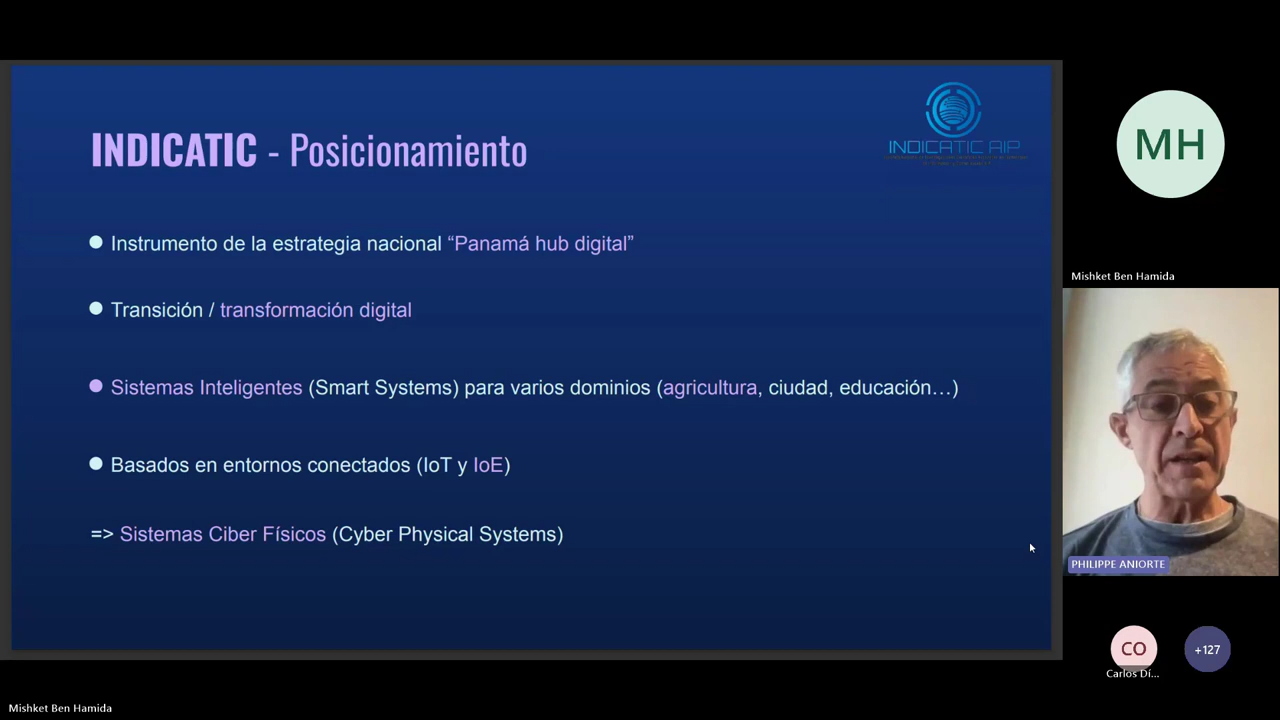 INDICATIC - Posicionamiento
INDICATIC AIP
● Instrumento de la estrategia nacional “Panamá hub digital”
● Transición / transformación digital
● Sistemas Inteligentes (Smart Systems) para varios dominios (agricultura, ciudad, educación…)
● Basados en entornos conectados (IoT y IoE)
=> Sistemas Ciber Físicos (Cyber Physical Systems)
MH
Mishket Ben Hamida
PHILIPPE ANIORTE
CO
+127
Carlos Dí...
Mishket Ben Hamida